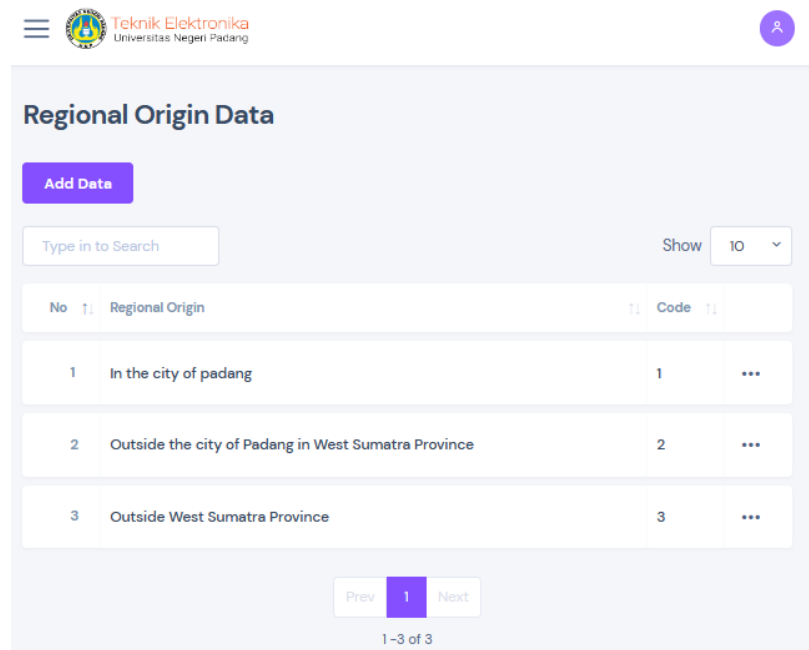 Teknik Elektronika
Universitas Negeri Padang
Regional Origin Data
Add Data
Type in to Search
Show 10
No Regional Origin Code
1 In the city of padang 1
2 Outside the city of Padang in West Sumatra Province 2
3 Outside West Sumatra Province 3
Prev 1 Next
1-3 of 3